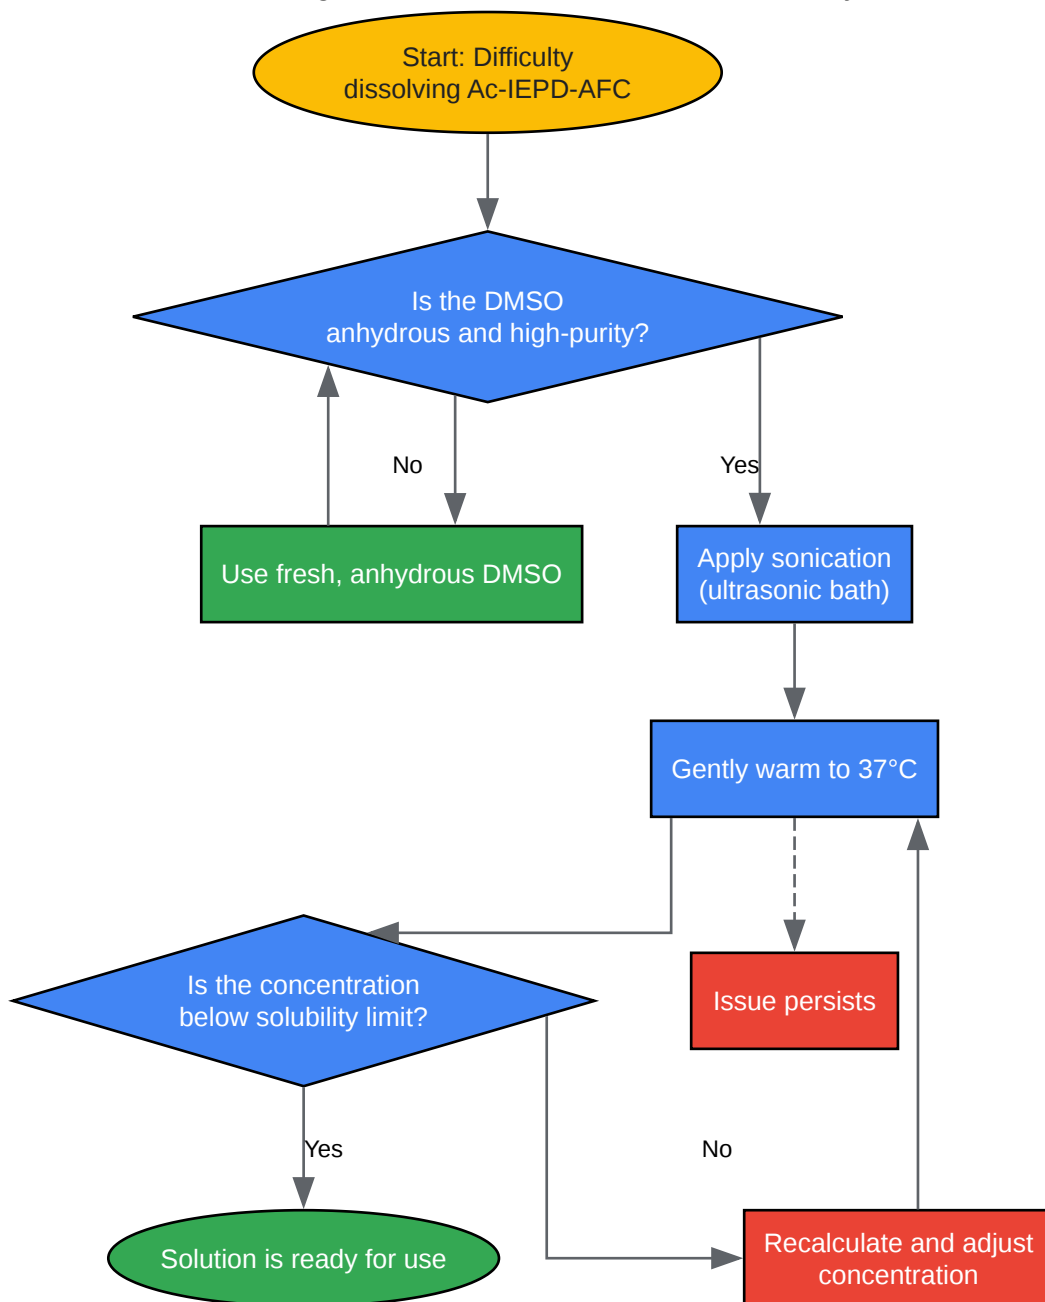 Start: Difficulty
dissolving Ac-IEPD-AFC
Is the DMSO
anhydrous and high-purity?
No
Yes
Use fresh, anhydrous DMSO
Apply sonication
(ultrasonic bath)
Gently warm to 37°C
Is the concentration
below solubility limit?
Issue persists
Yes
No
Solution is ready for use
Recalculate and adjust
concentration